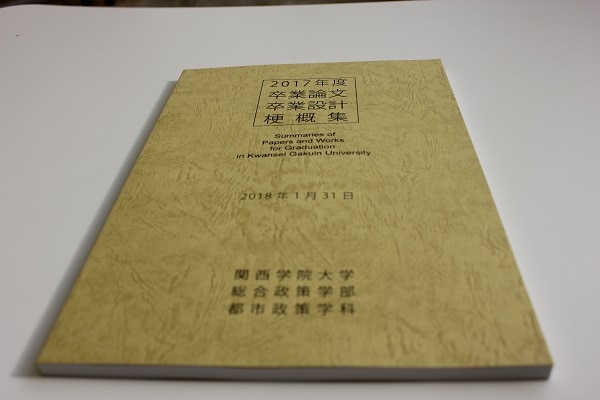 2017年度
卒業論文
卒業設計
梗概集
Summaries of
Papers and Works
for Graduation
in Kwansei Gakuin University
2018年1月31日
関西学院大学
総合政策学部
都市政策学科